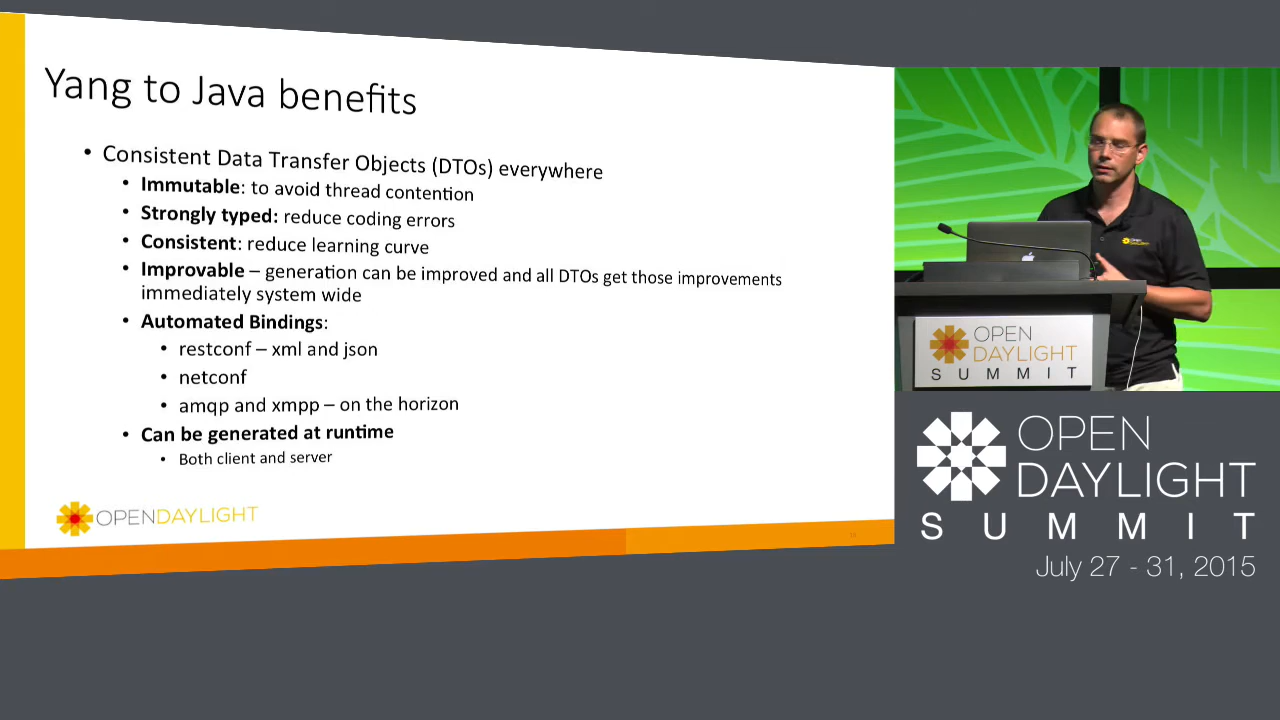 Yang to Java benefits
• Consistent Data Transfer Objects (DTOs) everywhere
• Immutable: to avoid thread contention
• Strongly typed: reduce coding errors
• Consistent: reduce learning curve
• Improvable – generation can be improved and all DTOs get those improvements
immediately system wide
• Automated Bindings:
• restconf – xml and json
• netconf
• amqp and xmpp – on the horizon
• Can be generated at runtime
• Both client and server
OPENDAYLIGHT
OPEN
DAYLIGHT
SUMMIT
OPEN
DAYLIGHT
SUMMIT
July 27 - 31, 2015